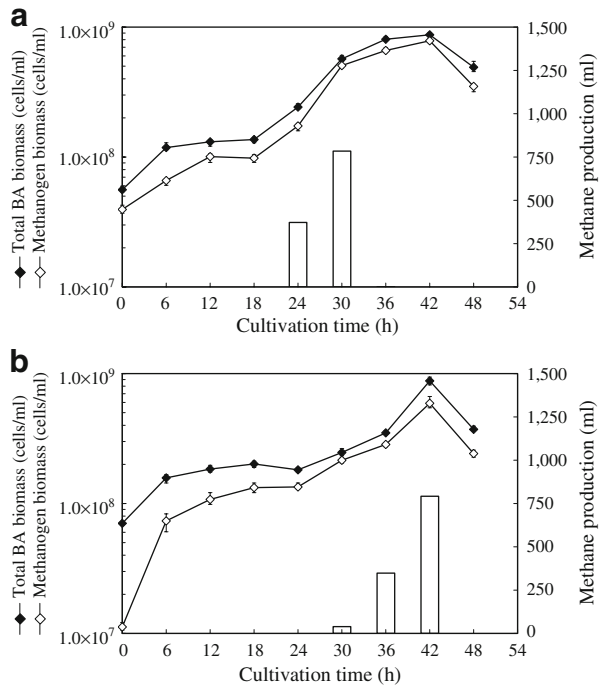 a
Total BA biomass (cells/ml)
Methanogen biomass (cells/ml)
1.0×10⁹
1.0×10⁸
1.0×10⁷
1,500
1,250
1,000
750
500
250
0
Methane production (ml)
0 6 12 18 24 30 36 42 48 54
Cultivation time (h)
b
Total BA biomass (cells/ml)
Methanogen biomass (cells/ml)
1.0×10⁹
1.0×10⁸
1.0×10⁷
1,500
1,250
1,000
750
500
250
0
Methane production (ml)
0 6 12 18 24 30 36 42 48 54
Cultivation time (h)